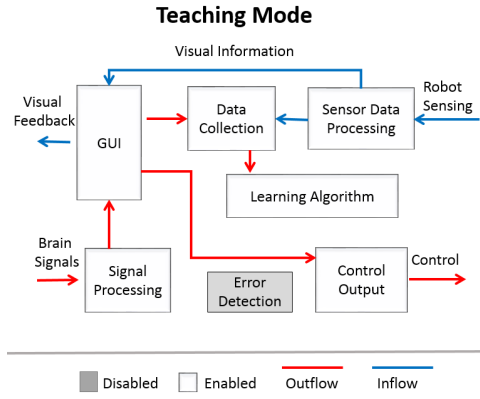 Teaching Mode
Visual Information
Visual
Feedback
GUI
Data
Collection
Sensor Data
Processing
Robot
Sensing
Learning Algorithm
Brain
Signals
Signal
Processing
Error
Detection
Control
Output
Control
Disabled
Enabled
Outflow
Inflow